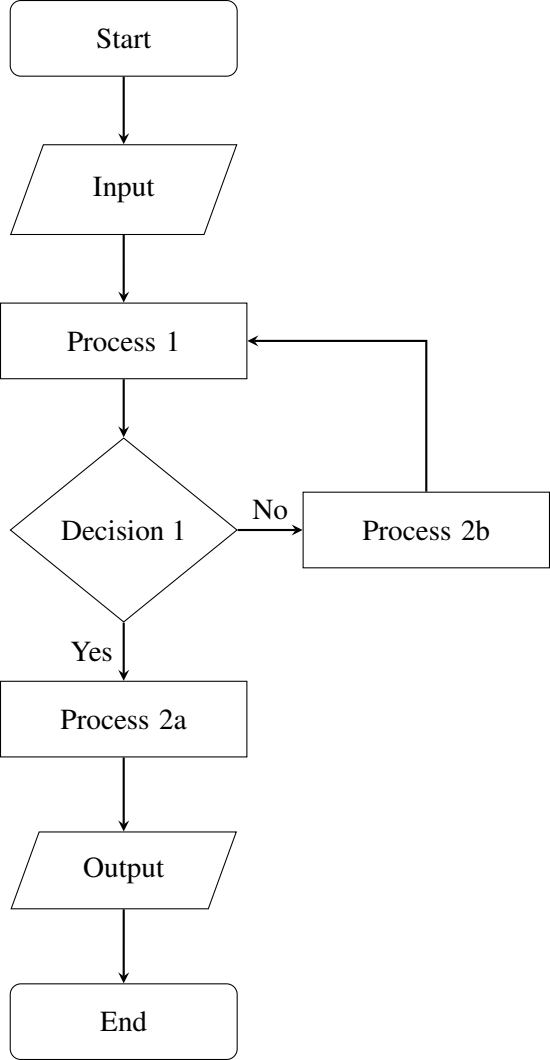 Start
Input
Process 1
Decision 1
No
Process 2b
Yes
Process 2a
Output
End